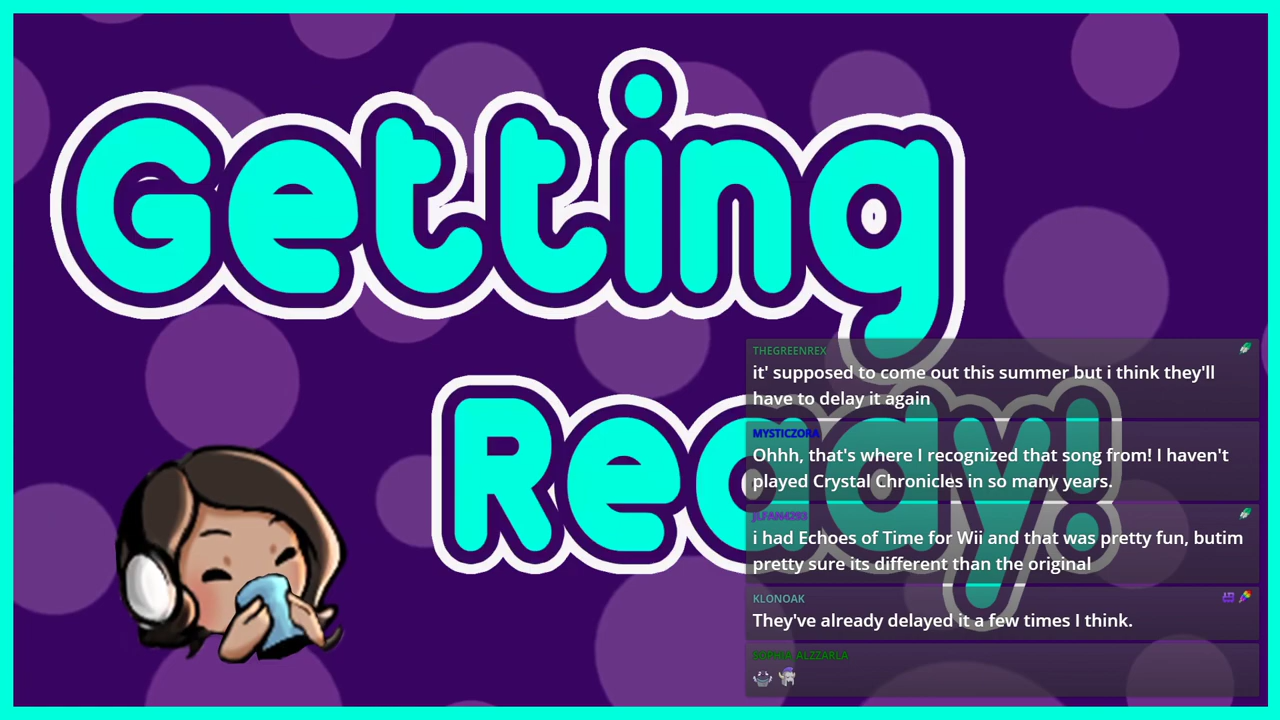 Getting
Ready!
THEGREENREX
it' supposed to come out this summer but i think they'll
have to delay it again
MYSTICZORA
Ohhh, that's where I recognized that song from! I haven't
played Crystal Chronicles in so many years.
JLFAN4293
i had Echoes of Time for Wii and that was pretty fun, butim
pretty sure its different than the original
KLONOAK
They've already delayed it a few times I think.
SOPHIA_ALZZARLA